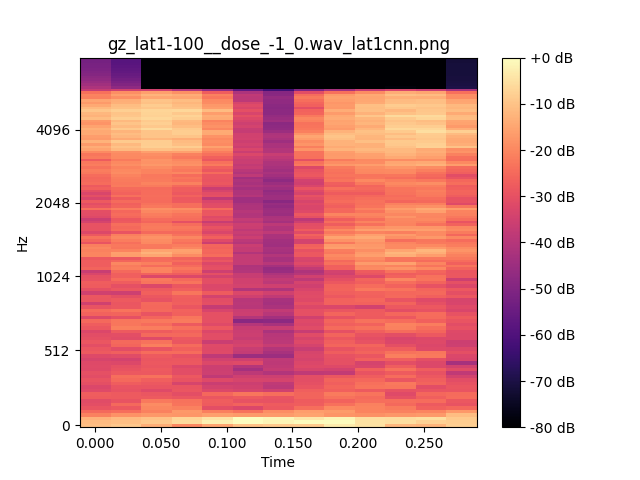 gz_lat1-100__dose_-1_0.wav_lat1cnn.png
+0 dB
4096
-10 dB
-20 dB
2048
-30 dB
Hz
1024
-40 dB
-50 dB
512
-60 dB
-70 dB
0
-80 dB
0.000 0.050 0.100 0.150 0.200 0.250
Time